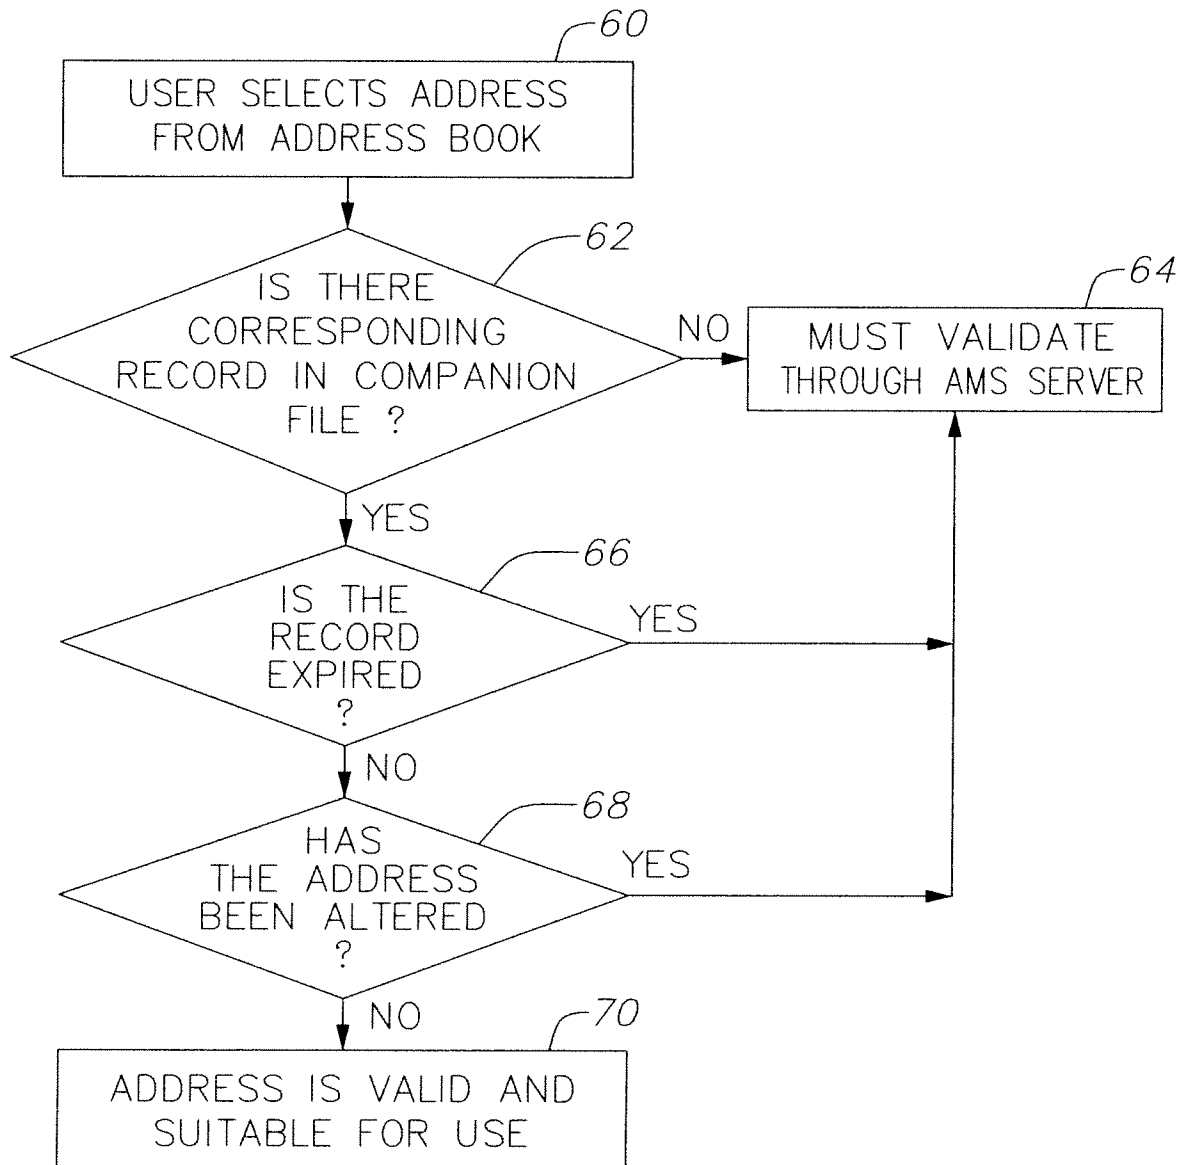 60
USER SELECTS ADDRESS
FROM ADDRESS BOOK
62
IS THERE
CORRESPONDING
RECORD IN COMPANION
FILE ?
NO
64
MUST VALIDATE
THROUGH AMS SERVER
YES
66
IS THE
RECORD
EXPIRED
?
YES
NO
68
HAS
THE ADDRESS
BEEN ALTERED
?
YES
NO
70
ADDRESS IS VALID AND
SUITABLE FOR USE